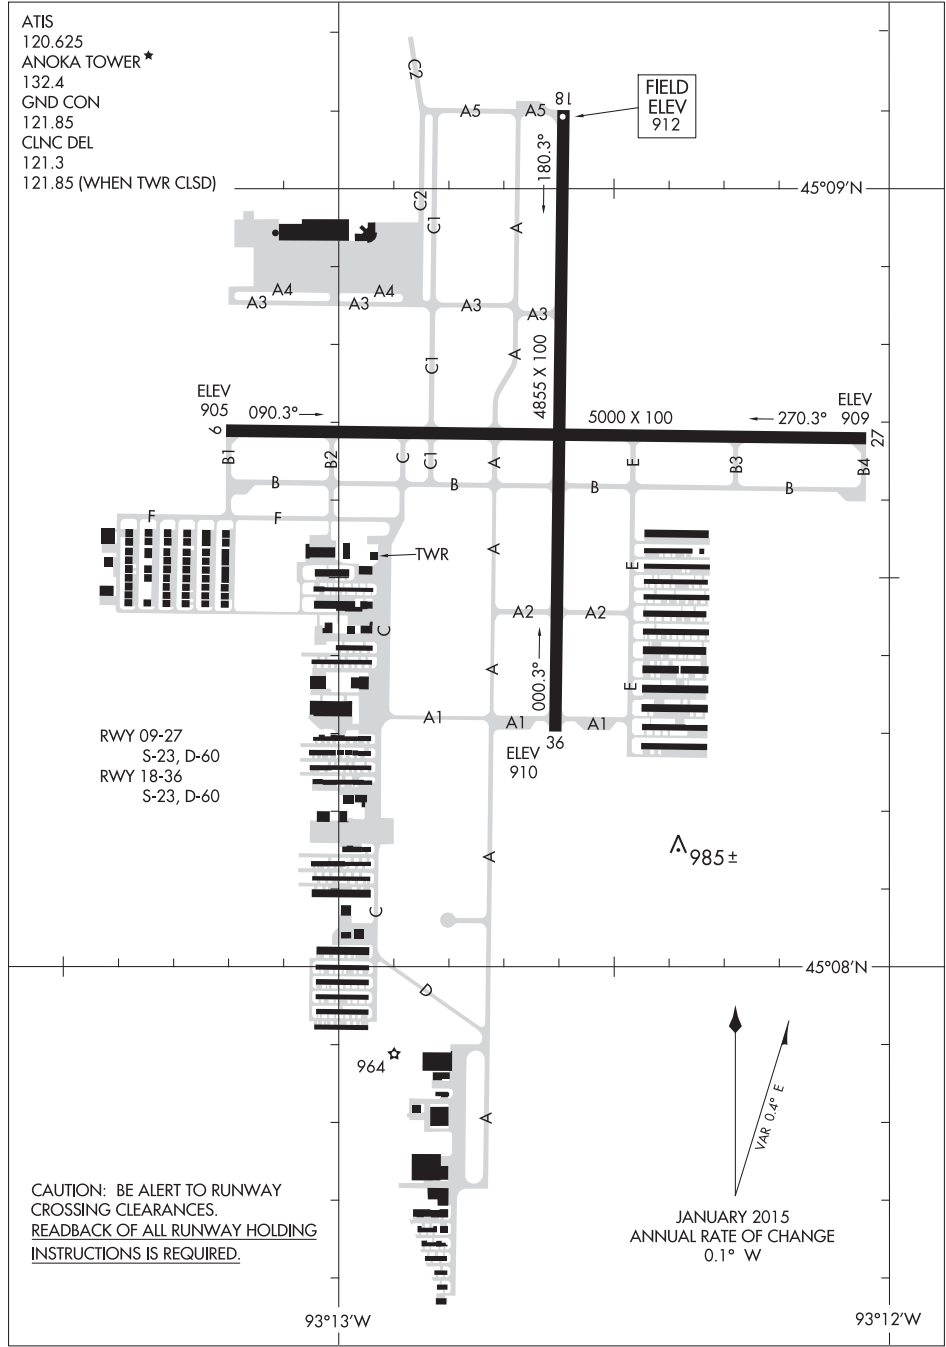 ATIS
120.625
ANOKA TOWER★
132.4
GND CON
121.85
CLNC DEL
121.3
121.85 (WHEN TWR CLSD)
FIELD
ELEV
912
C2
A5
A5
18
180.3°
45°09'N
C2
C1
A
A4
A4
A3
A3
A3
A3
4855 X 100
A
C1
ELEV
905
090.3°
5000 X 100
270.3°
ELEV
909
6
27
B1
B2
C
C1
A
E
B3
B4
B
B
B
B
F
F
TWR
A
E
A2
A2
C
A
000.3°
E
A1
A1
A1
36
ELEV
910
RWY 09-27
S-23, D-60
RWY 18-36
S-23, D-60
985 ±
A
C
45°08'N
D
964
A
VAR 0.4° E
CAUTION: BE ALERT TO RUNWAY
CROSSING CLEARANCES.
READBACK OF ALL RUNWAY HOLDING
INSTRUCTIONS IS REQUIRED.
JANUARY 2015
ANNUAL RATE OF CHANGE
0.1° W
93°13'W
93°12'W